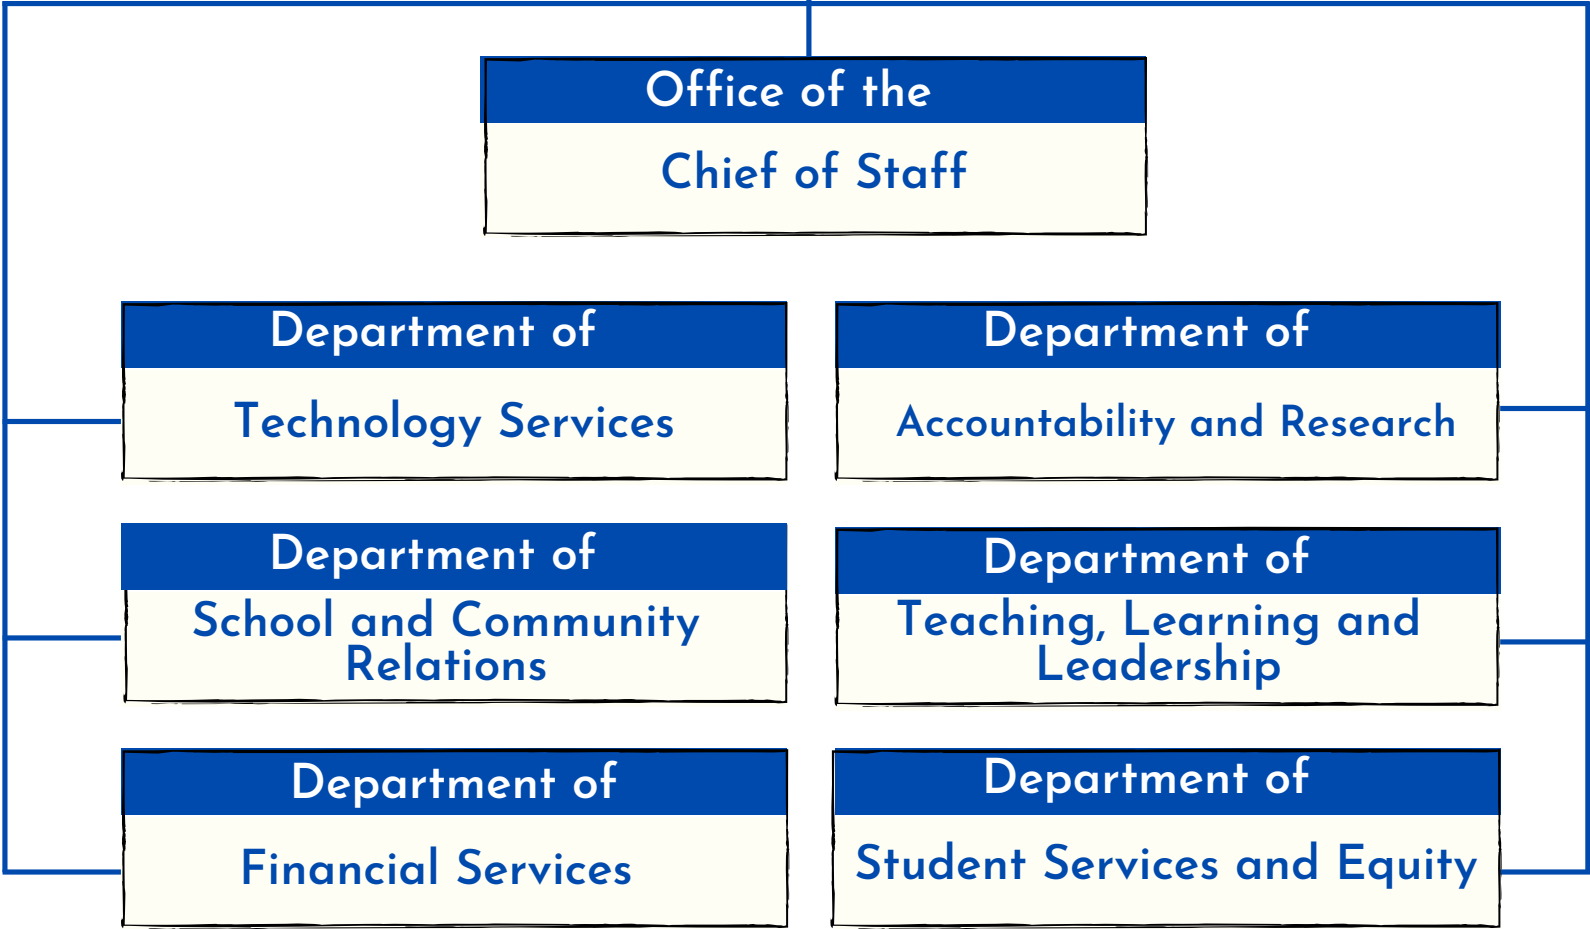 Office of the
Chief of Staff
Department of
Technology Services
Department of
Accountability and Research
Department of
School and Community
Relations
Department of
Teaching, Learning and
Leadership
Department of
Financial Services
Department of
Student Services and Equity